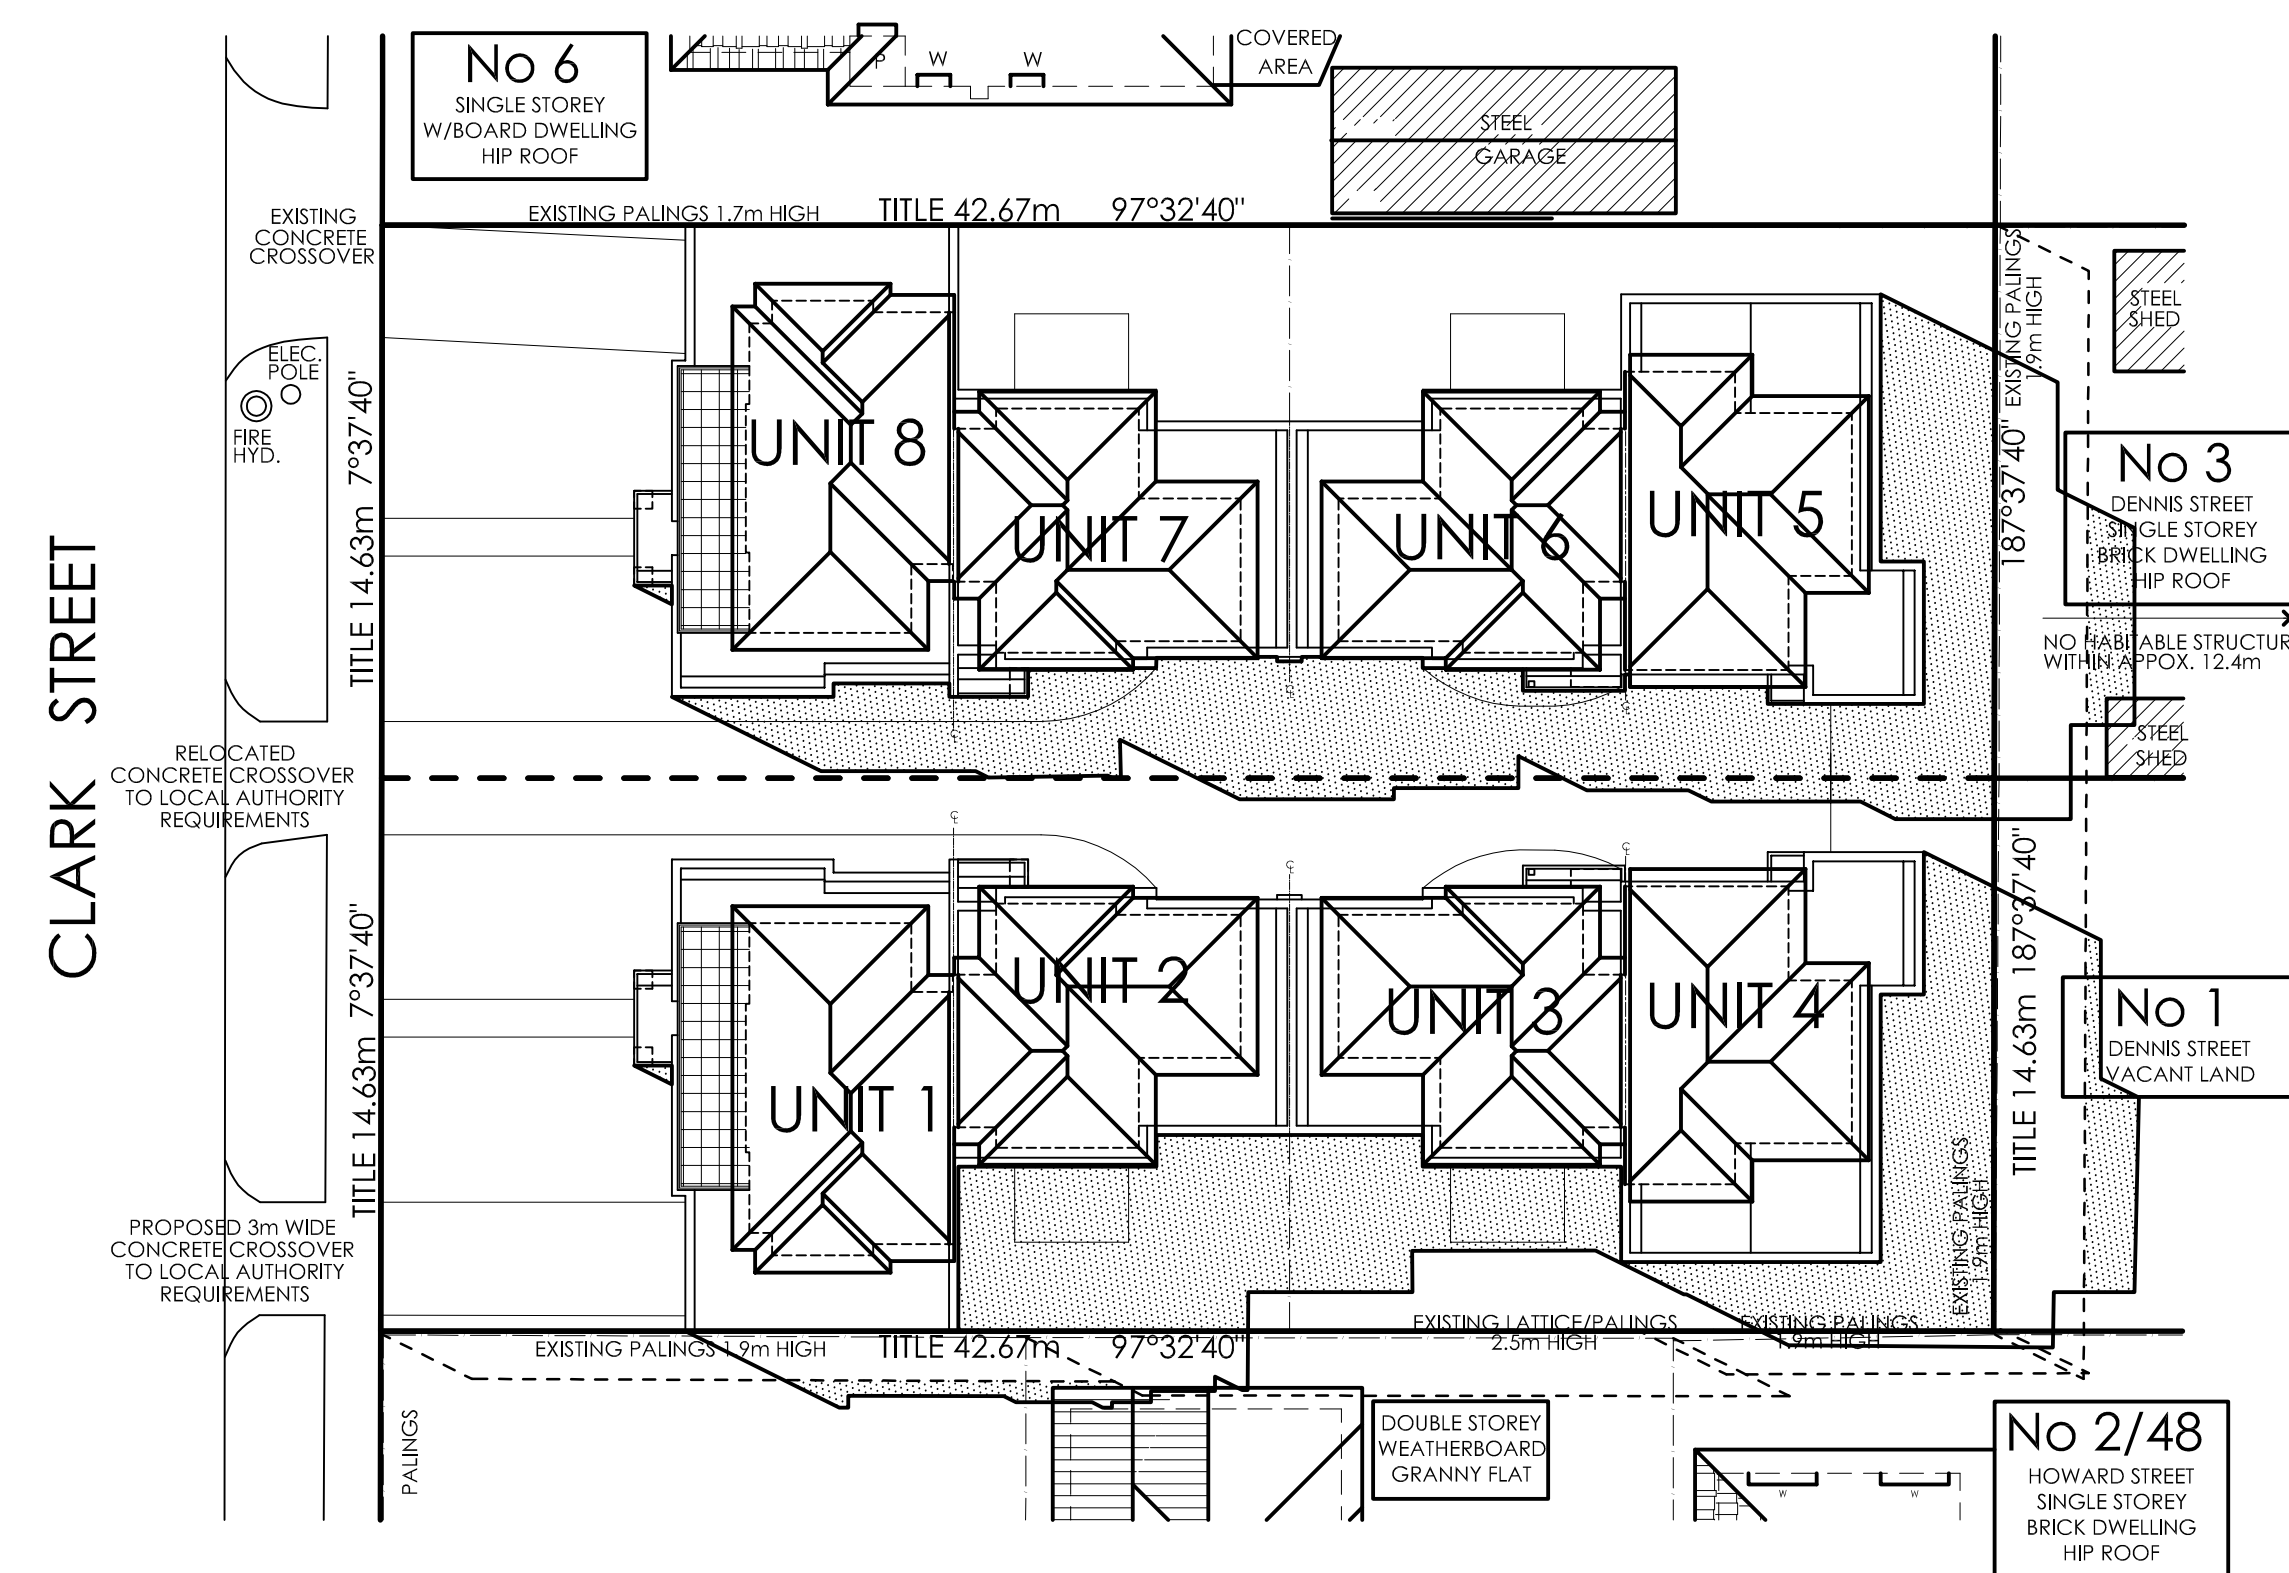 No 6
SINGLE STOREY
W/BOARD DWELLING
HIP ROOF
P
W
W
COVERED
AREA
STEEL
GARAGE
EXISTING
CONCRETE
CROSSOVER
EXISTING PALINGS 1.7m HIGH
TITLE 42.67m 97°32'40"
EXISTING PALINGS
1.9m HIGH
STEEL
SHED
ELEC.
POLE
FIRE
HYD.
TITLE 14.63m 7°37'40"
UNIT 8
UNIT 7
UNIT 6
UNIT 5
187°37'40"
No 3
DENNIS STREET
SINGLE STOREY
BRICK DWELLING
HIP ROOF
NO HABITABLE STRUCTUR
WITHIN APPOX. 12.4m
CLARK STREET
RELOCATED
CONCRETE CROSSOVER
TO LOCAL AUTHORITY
REQUIREMENTS
STEEL
SHED
TITLE 14.63m 7°37'40"
UNIT 1
UNIT 2
UNIT 3
UNIT 4
TITLE 14.63m 187°37'40"
No 1
DENNIS STREET
VACANT LAND
EXISTING PALINGS
1.9m HIGH
PROPOSED 3m WIDE
CONCRETE CROSSOVER
TO LOCAL AUTHORITY
REQUIREMENTS
EXISTING PALINGS 1.9m HIGH
TITLE 42.67m 97°32'40"
EXISTING LATTICE/PALINGS
2.5m HIGH
EXISTING PALINGS
1.9m HIGH
PALINGS
DOUBLE STOREY
WEATHERBOARD
GRANNY FLAT
W
W
No 2/48
HOWARD STREET
SINGLE STOREY
BRICK DWELLING
HIP ROOF